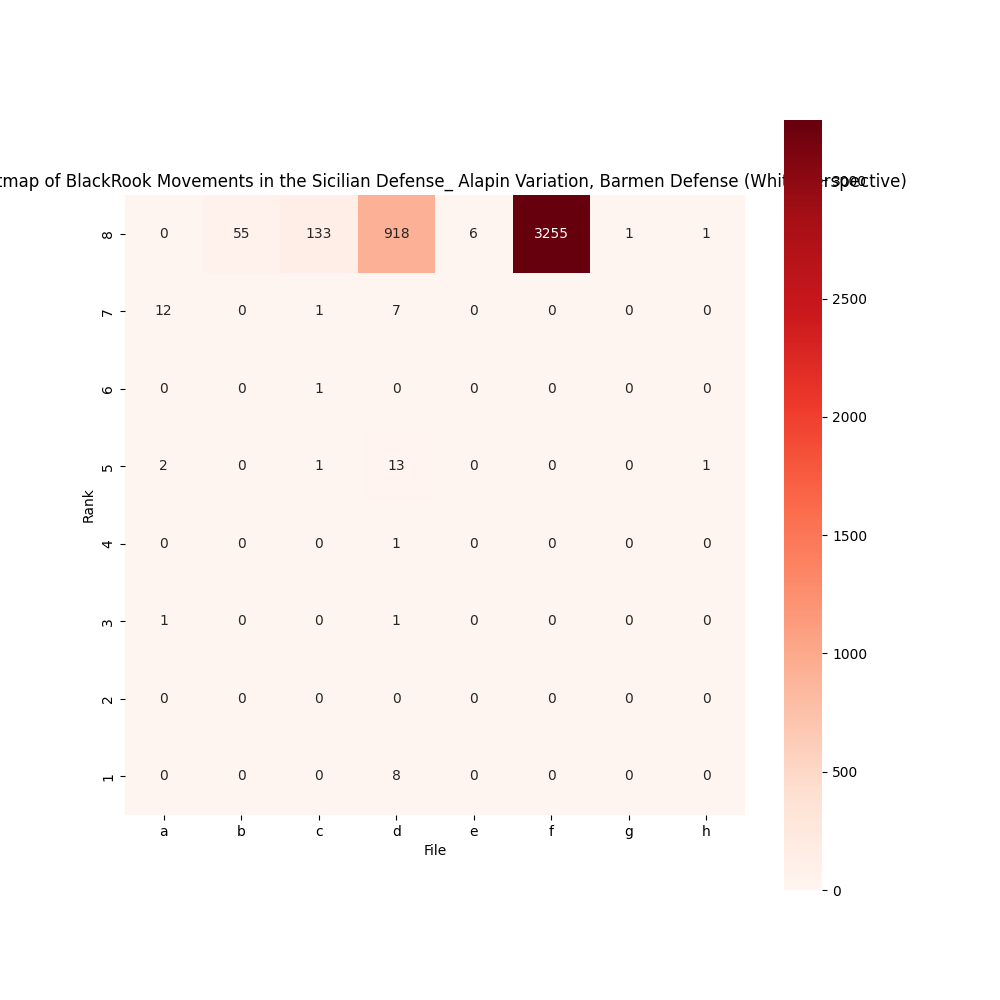 tmap of BlackRook Movements in the Sicilian Defense_ Alapin Variation, Barmen Defense (Whit rspective)
3000
8 0 55 133 918 6 3255 1 1
2500
7 12 0 1 7 0 0 0 0
6 0 0 1 0 0 0 0 0
2000
5 2 0 1 13 0 0 0 1
Rank
1500
4 0 0 0 1 0 0 0 0
3 1 0 0 1 0 0 0 0
1000
2 0 0 0 0 0 0 0 0
500
1 0 0 0 8 0 0 0 0
a b c d e f g h
File
0